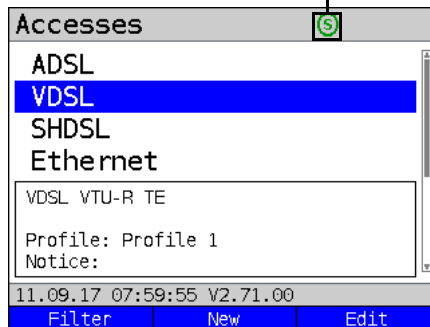 Accesses S
ADSL
VDSL
SHDSL
Ethernet
VDSL VTU-R TE
Profile: Profile 1
Notice:
11.09.17 07:59:55 V2.71.00
Filter New Edit